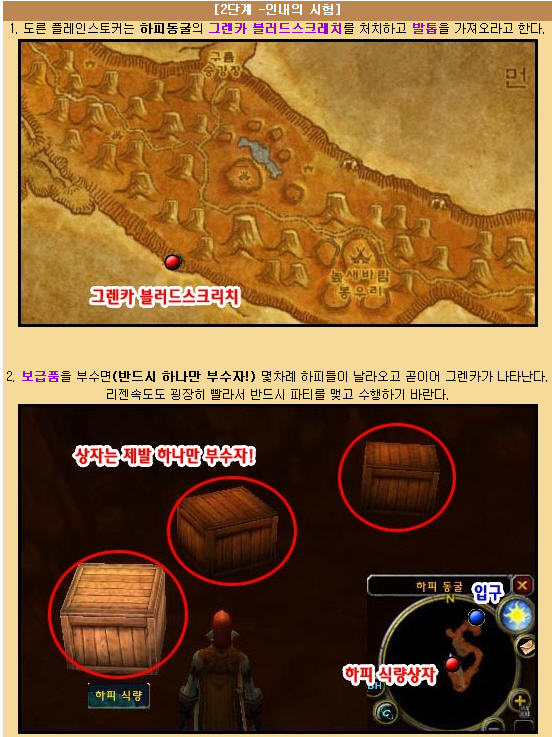 [2단계 -인내의 시험]
1. 도른 플레인스토커는 하피동굴의 그렌카 블러드스크래치를 처치하고 발톱을 가져오라고 한다.
구름
승강장
먼
높새바람
봉우리
그렌카 블러드스크리치
2. 보급품을 부수면(반드시 하나만 부수자!) 몇차례 하피들이 날라오고 곧이어 그렌카가 나타난다.
리젠속도도 굉장히 빨라서 반드시 파티를 맺고 수행하기 바란다.
상자는 제발 하나만 부수자!
하피 동굴
N
입구
하피 식량상자
하피 식량